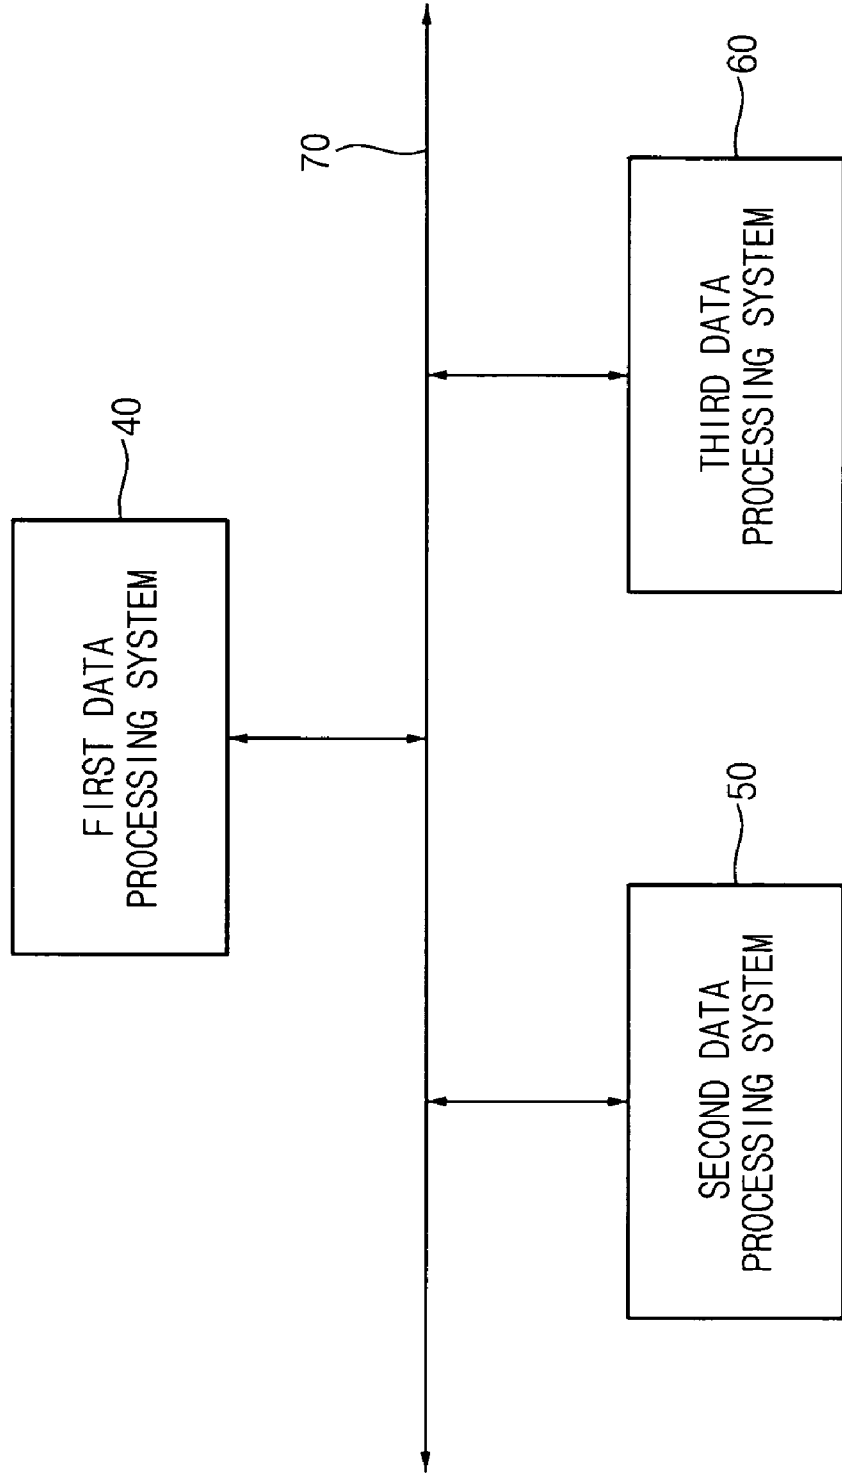 40
FIRST DATA
PROCESSING SYSTEM
70
50
SECOND DATA
PROCESSING SYSTEM
60
THIRD DATA
PROCESSING SYSTEM